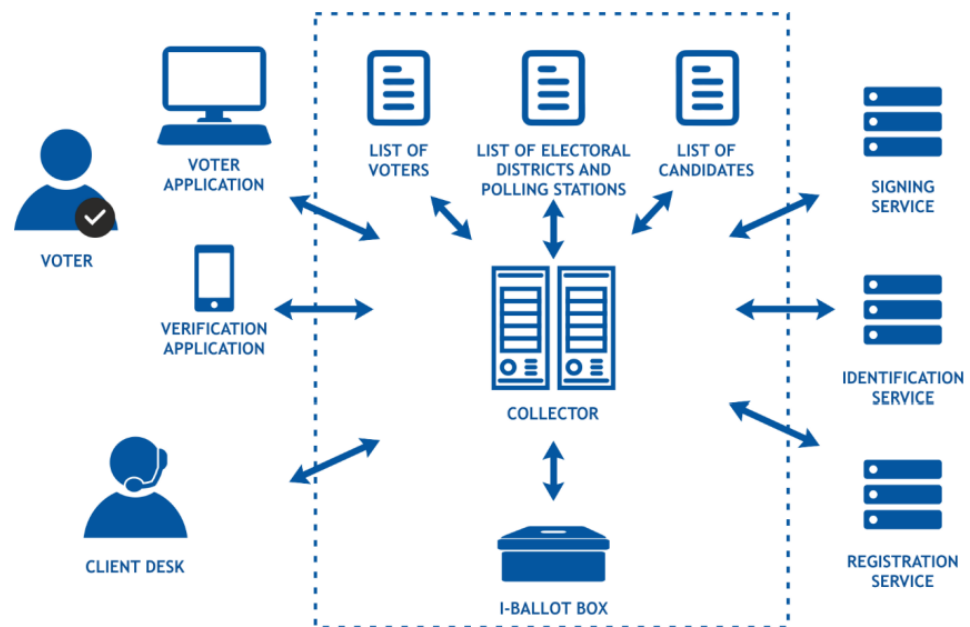 VOTER
APPLICATION
VOTER
VERIFICATION
APPLICATION
CLIENT DESK
LIST OF
VOTERS
LIST OF ELECTORAL
DISTRICTS AND
POLLING STATIONS
LIST OF
CANDIDATES
COLLECTOR
I-BALLOT BOX
SIGNING
SERVICE
IDENTIFICATION
SERVICE
REGISTRATION
SERVICE